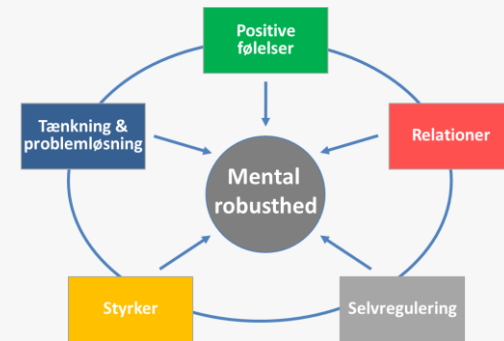 Positive
følelser
Tænkning &
problemløsning
Relationer
Mental
robusthed
Styrker
Selvregulering